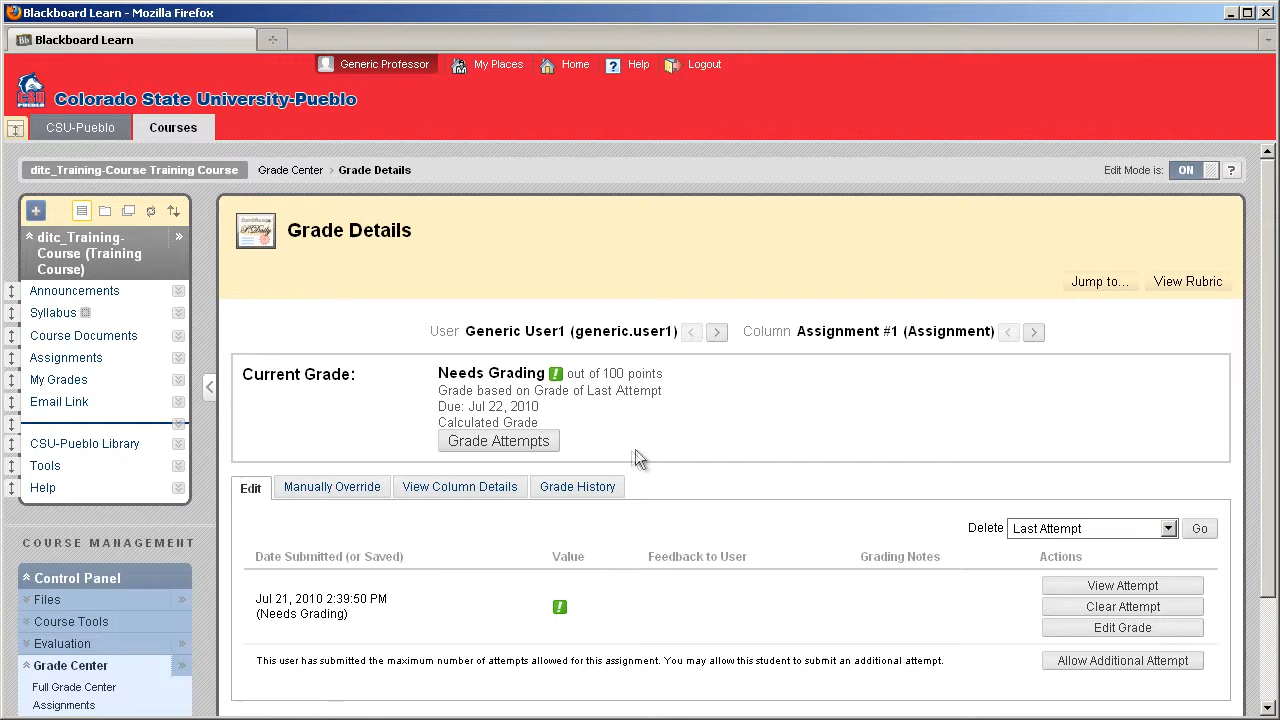 Blackboard Learn - Mozilla Firefox
Bb Blackboard Learn
Generic Professor My Places Home ? Help Logout
CSU Colorado State University-Pueblo
CSU-Pueblo Courses
ditc_Training-Course Training Course Grade Center > Grade Details Edit Mode is: ON ?
Grade Details
Jump to... View Rubric
ditc_Training-
Course (Training
Course)
Announcements
Syllabus
Course Documents
Assignments
My Grades
Email Link
CSU-Pueblo Library
Tools
Help
COURSE MANAGEMENT
Control Panel
Files
Course Tools
Evaluation
Grade Center
Full Grade Center
Assignments
User Generic User1 (generic.user1) < > Column Assignment #1 (Assignment) < >
Current Grade: Needs Grading ! out of 100 points
Grade based on Grade of Last Attempt
Due: Jul 22, 2010
Calculated Grade
Grade Attempts
Edit Manually Override View Column Details Grade History
Delete Last Attempt Go
Date Submitted (or Saved) Value Feedback to User Grading Notes Actions
Jul 21, 2010 2:39:50 PM
(Needs Grading) !
View Attempt
Clear Attempt
Edit Grade
This user has submitted the maximum number of attempts allowed for this assignment. You may allow this student to submit an additional attempt. Allow Additional Attempt